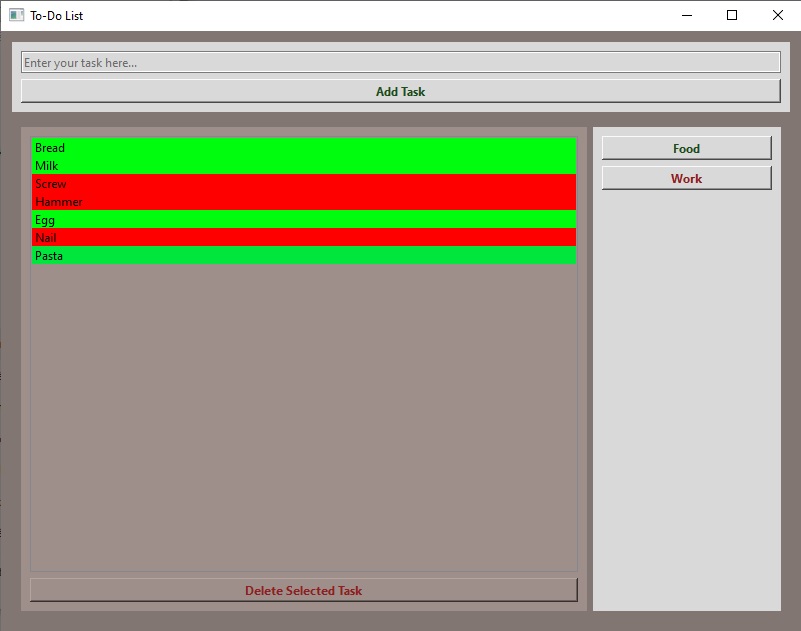 To-Do List
Enter your task here...
Add Task
Bread
Milk
Screw
Hammer
Egg
Nail
Pasta
Delete Selected Task
Food
Work